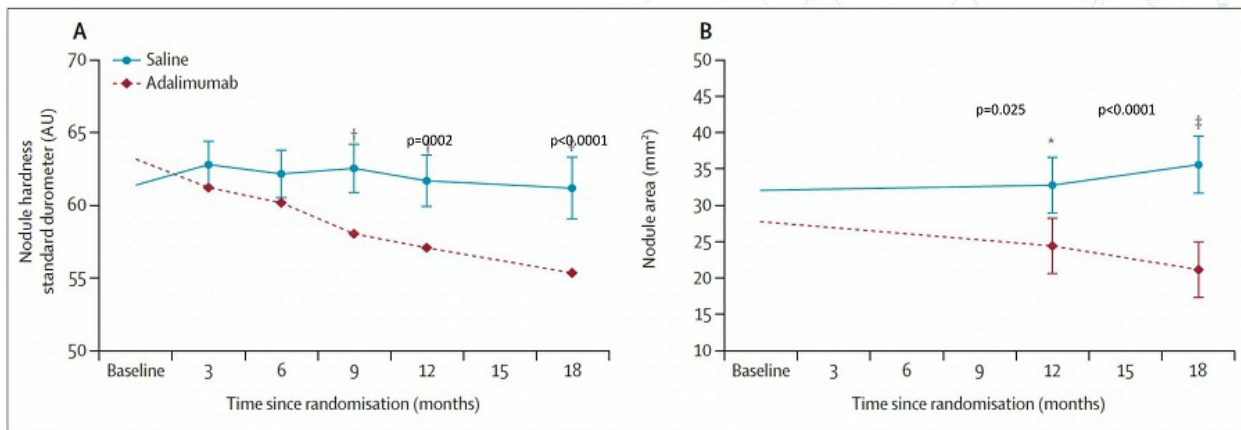 A
70
65
60
55
50
Nodule hardness
standard durometer (AU)
Saline
Adalimumab
†
p=0002
p<0.0001
Baseline 3 6 9 12 15 18
Time since randomisation (months)
B
50
45
40
35
30
25
20
15
10
Nodule area (mm²)
p=0.025
p<0.0001
*
‡
Baseline 3 6 9 12 15 18
Time since randomisation (months)